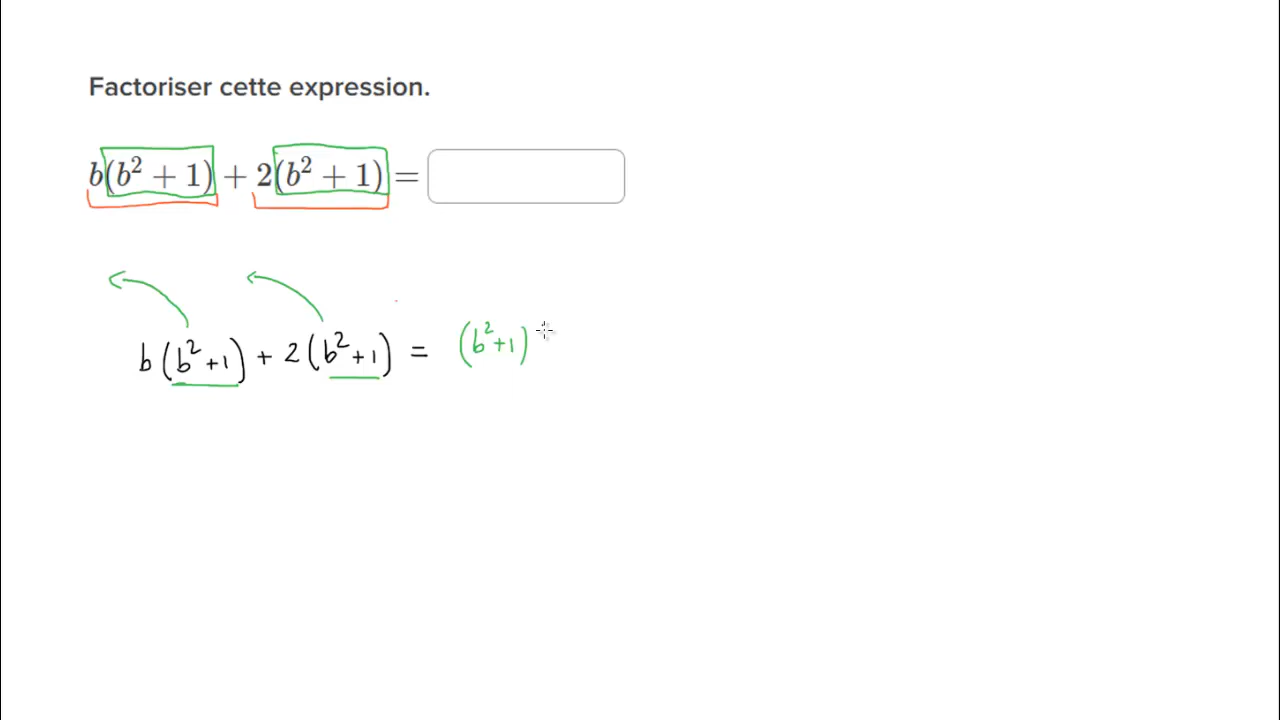 Factoriser cette expression.
b(b² + 1) + 2(b² + 1) =
b(b²+1) + 2(b²+1) = (b²+1)